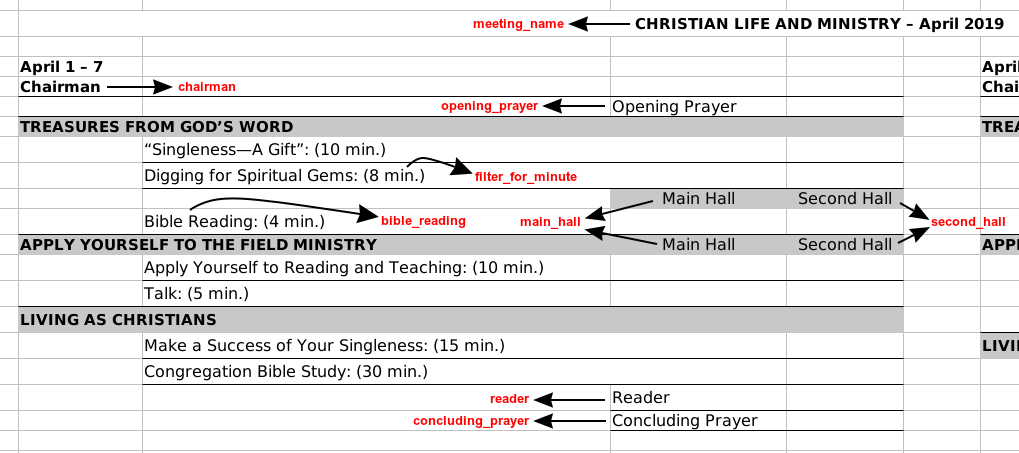 meeting_name CHRISTIAN LIFE AND MINISTRY – April 2019
April 1 – 7 Apri
Chairman chairman Chai
opening_prayer Opening Prayer
TREASURES FROM GOD’S WORD TREA
“Singleness—A Gift”: (10 min.)
Digging for Spiritual Gems: (8 min.) filter_for_minute
Main Hall Second Hall
Bible Reading: (4 min.) bible_reading main_hall second_hall
APPLY YOURSELF TO THE FIELD MINISTRY Main Hall Second Hall APPL
Apply Yourself to Reading and Teaching: (10 min.)
Talk: (5 min.)
LIVING AS CHRISTIANS
Make a Success of Your Singleness: (15 min.) LIVI
Congregation Bible Study: (30 min.)
reader Reader
concluding_prayer Concluding Prayer